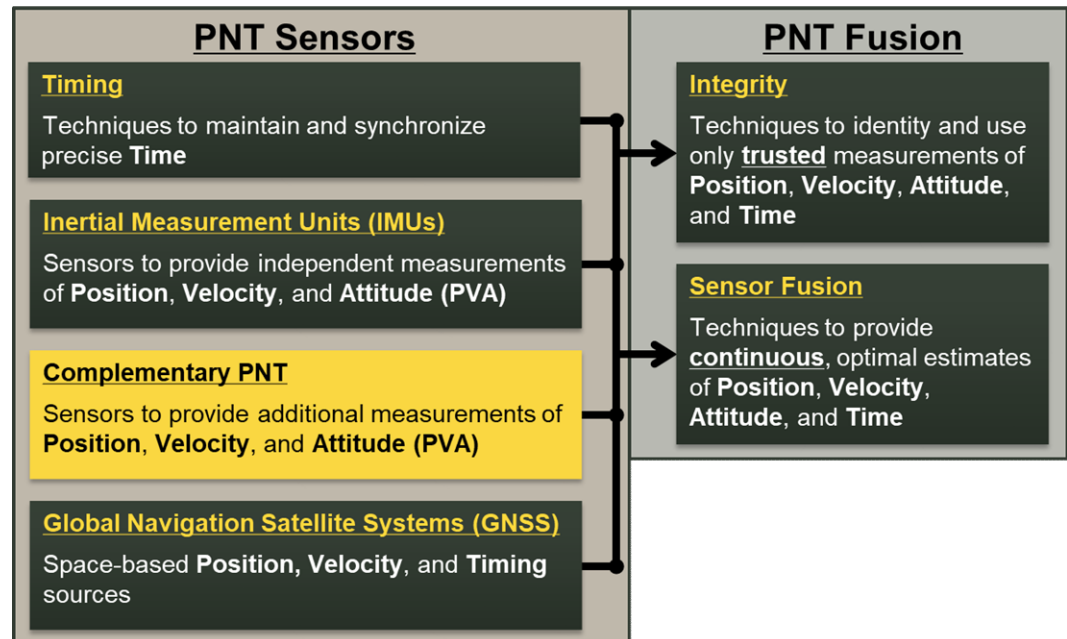 PNT Sensors
Timing
Techniques to maintain and synchronize
precise Time
Inertial Measurement Units (IMUs)
Sensors to provide independent measurements
of Position, Velocity, and Attitude (PVA)
Complementary PNT
Sensors to provide additional measurements of
Position, Velocity, and Attitude (PVA)
Global Navigation Satellite Systems (GNSS)
Space-based Position, Velocity, and Timing
sources
PNT Fusion
Integrity
Techniques to identity and use
only trusted measurements of
Position, Velocity, Attitude,
and Time
Sensor Fusion
Techniques to provide
continuous, optimal estimates
of Position, Velocity,
Attitude, and Time